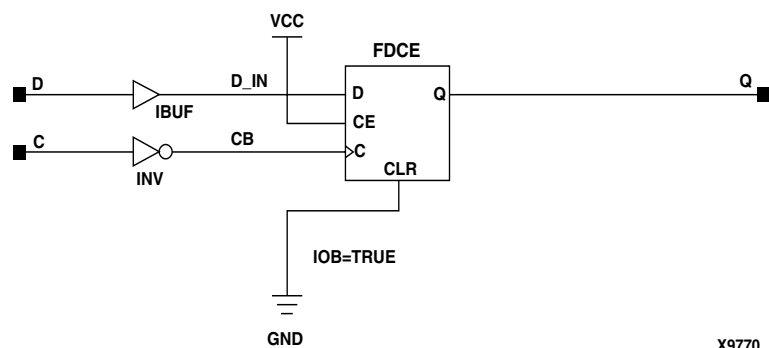 VCC
FDCE
D
D_IN
Q
IBUF
D
Q
CE
C
CB
C
INV
CLR
IOB=TRUE
GND
X9770